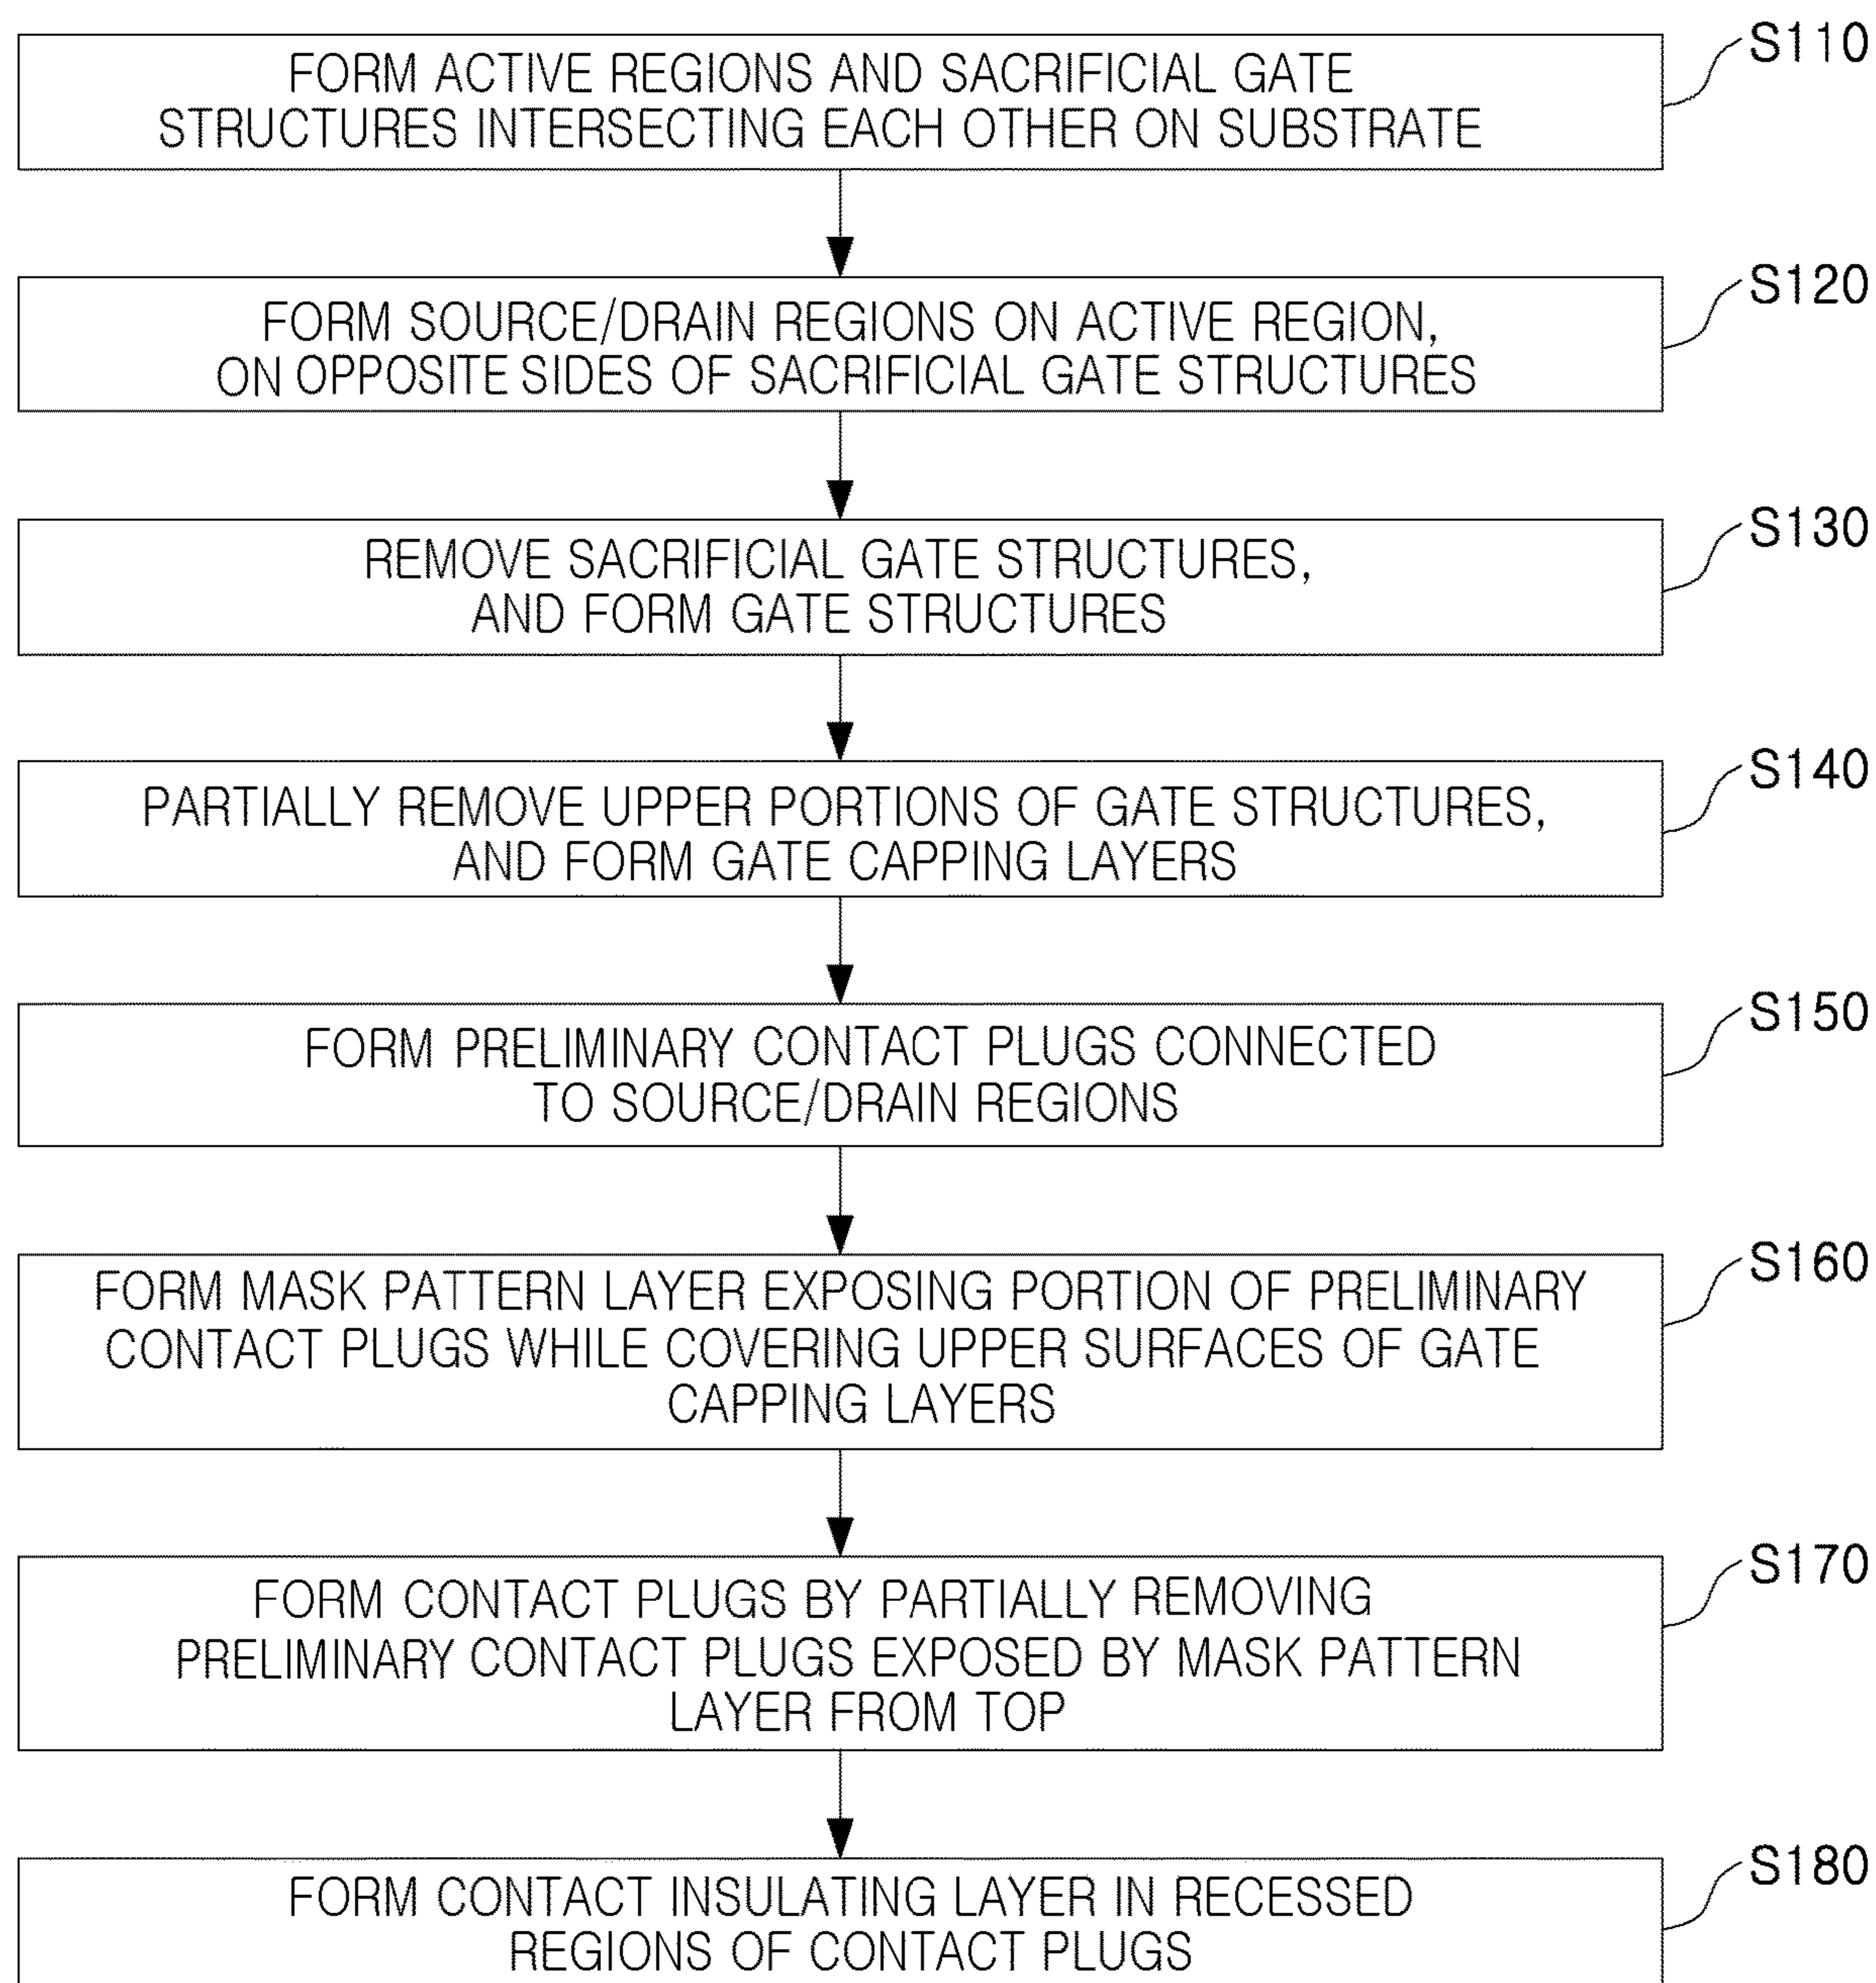 S110
FORM ACTIVE REGIONS AND SACRIFICIAL GATE
STRUCTURES INTERSECTING EACH OTHER ON SUBSTRATE
S120
FORM SOURCE/DRAIN REGIONS ON ACTIVE REGION,
ON OPPOSITE SIDES OF SACRIFICIAL GATE STRUCTURES
S130
REMOVE SACRIFICIAL GATE STRUCTURES,
AND FORM GATE STRUCTURES
S140
PARTIALLY REMOVE UPPER PORTIONS OF GATE STRUCTURES,
AND FORM GATE CAPPING LAYERS
S150
FORM PRELIMINARY CONTACT PLUGS CONNECTED
TO SOURCE/DRAIN REGIONS
S160
FORM MASK PATTERN LAYER EXPOSING PORTION OF PRELIMINARY
CONTACT PLUGS WHILE COVERING UPPER SURFACES OF GATE
CAPPING LAYERS
S170
FORM CONTACT PLUGS BY PARTIALLY REMOVING
PRELIMINARY CONTACT PLUGS EXPOSED BY MASK PATTERN
LAYER FROM TOP
S180
FORM CONTACT INSULATING LAYER IN RECESSED
REGIONS OF CONTACT PLUGS